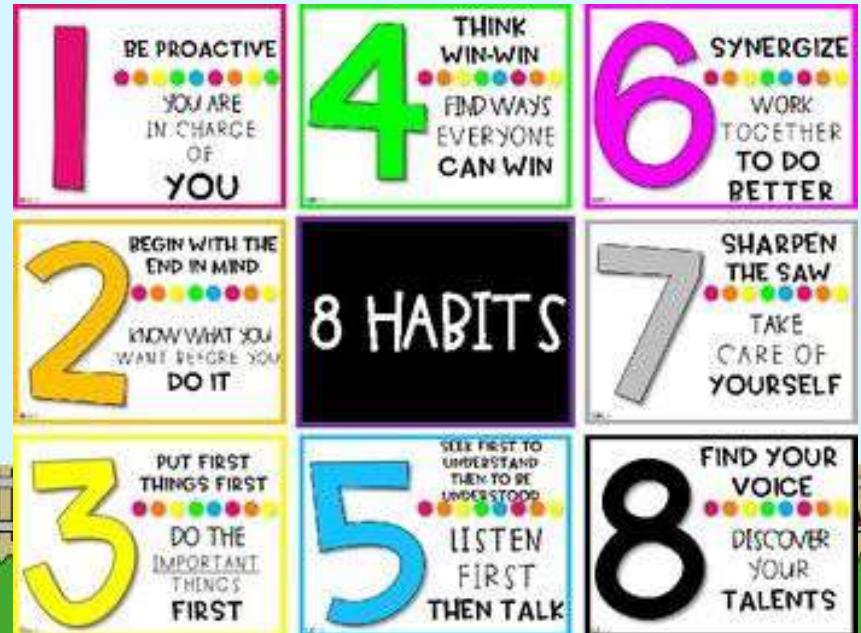 1
BE PROACTIVE
YOU ARE
IN CHARGE
OF
YOU
4
THINK
WIN-WIN
FIND WAYS
EVERYONE
CAN WIN
6
SYNERGIZE
WORK
TOGETHER
TO DO
BETTER
2
BEGIN WITH THE
END IN MIND
KNOW WHAT YOU
WANT BEFORE YOU
DO IT
8 HABITS
7
SHARPEN
THE SAW
TAKE
CARE OF
YOURSELF
3
PUT FIRST
THINGS FIRST
DO THE
IMPORTANT
THINGS
FIRST
5
SEEK FIRST TO
UNDERSTAND
THEN TO BE
UNDERSTOOD
LISTEN
FIRST
THEN TALK
8
FIND YOUR
VOICE
DISCOVER
YOUR
TALENTS